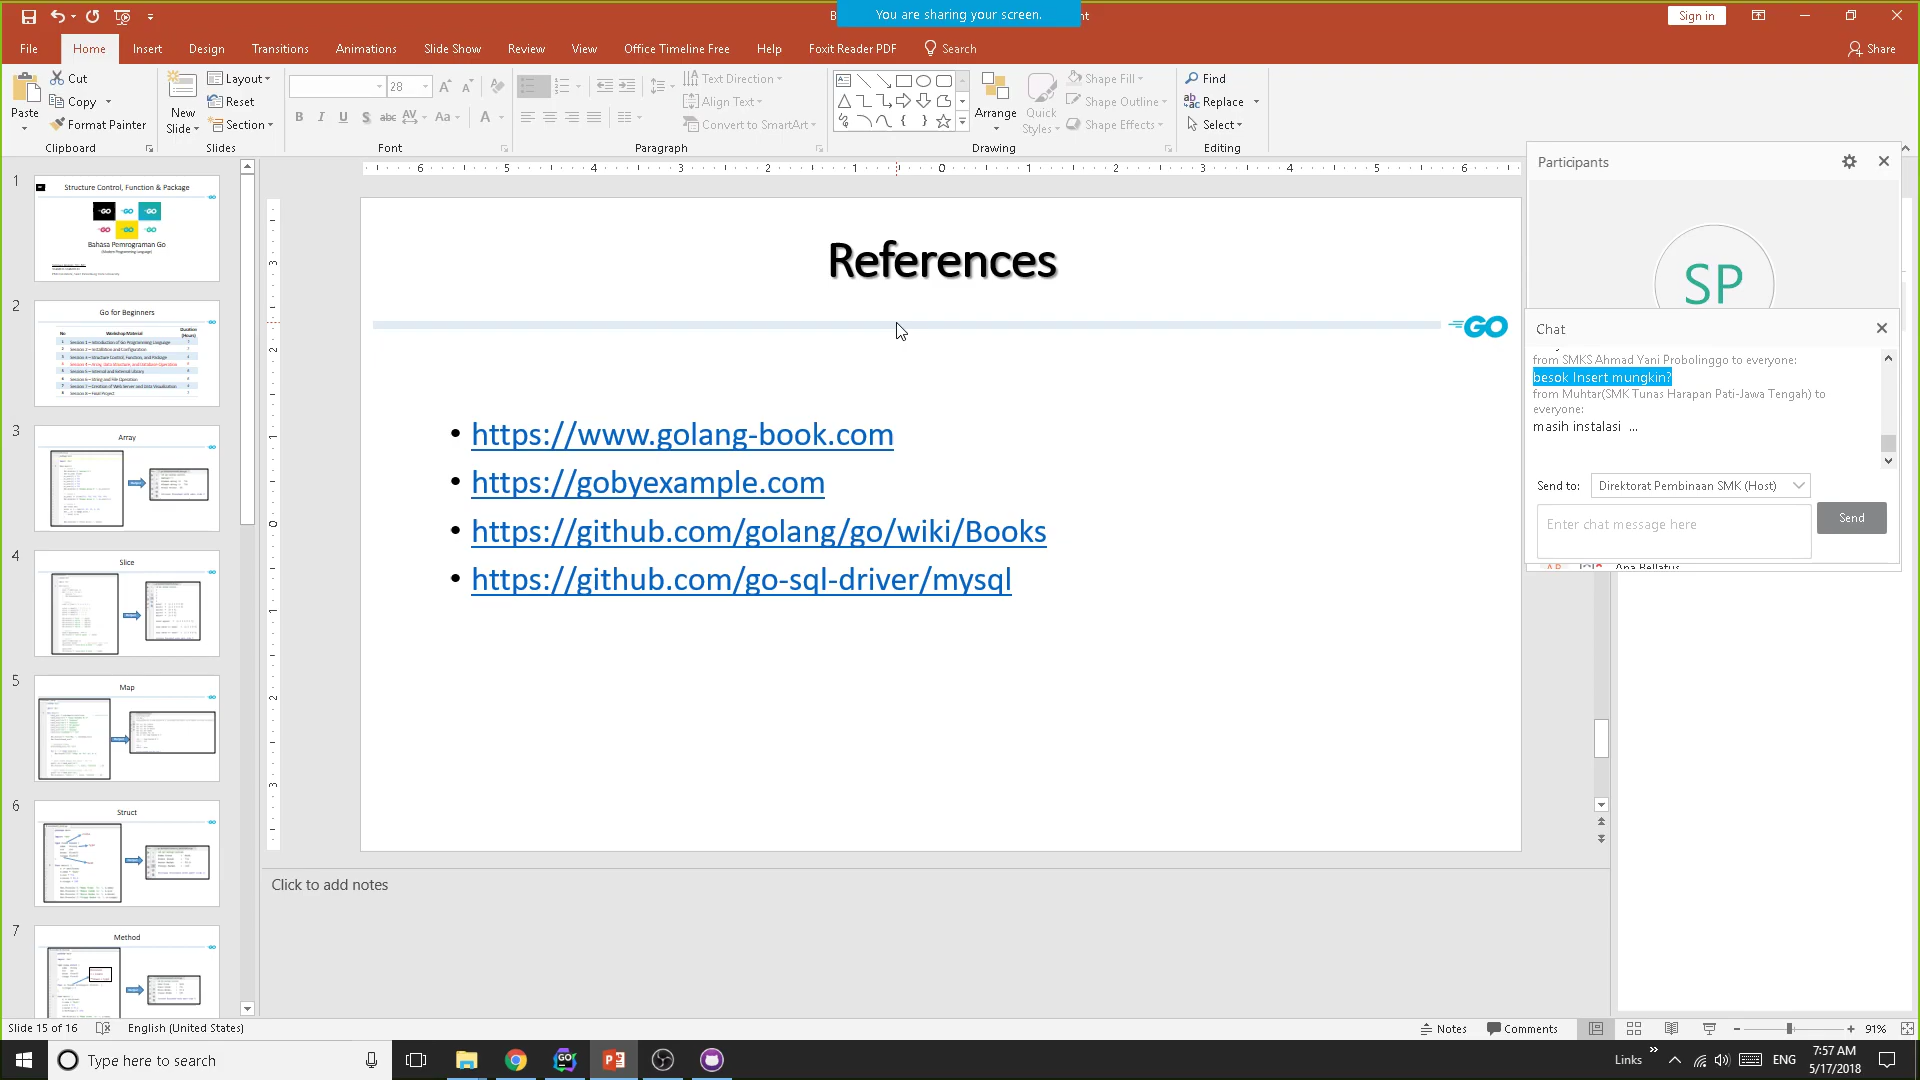 You are sharing your screen.
Sign in
File Home Insert Design Transitions Animations Slide Show Review View Office Timeline Free Help Foxit Reader PDF Search Share
Cut
Copy
Format Painter
Paste
Clipboard
New
Slide
Layout
Reset
Section
Slides
28
Font
Text Direction
Align Text
Convert to SmartArt
Paragraph
Arrange
Quick
Styles
Shape Fill
Shape Outline
Shape Effects
Drawing
Find
Replace
Select
Editing
1
Structure Control, Function & Package
Bahasa Pemrograman Go
2
Go for Beginners
3
Array
4
Slice
5
Map
6
Struct
7
Method
References
GO
• https://www.golang-book.com
• https://gobyexample.com
• https://github.com/golang/go/wiki/Books
• https://github.com/go-sql-driver/mysql
Click to add notes
Participants
SP
Chat
from SMKS Ahmad Yani Probolinggo to everyone:
besok Insert mungkin?
from Muhtar(SMK Tunas Harapan Pati-Jawa Tengah) to
everyone:
masih instalasi ...
Send to: Direktorat Pembinaan SMK (Host)
Enter chat message here
Send
Slide 15 of 16 English (United States)
Notes Comments 91%
Type here to search
Links ENG
7:57 AM
5/17/2018